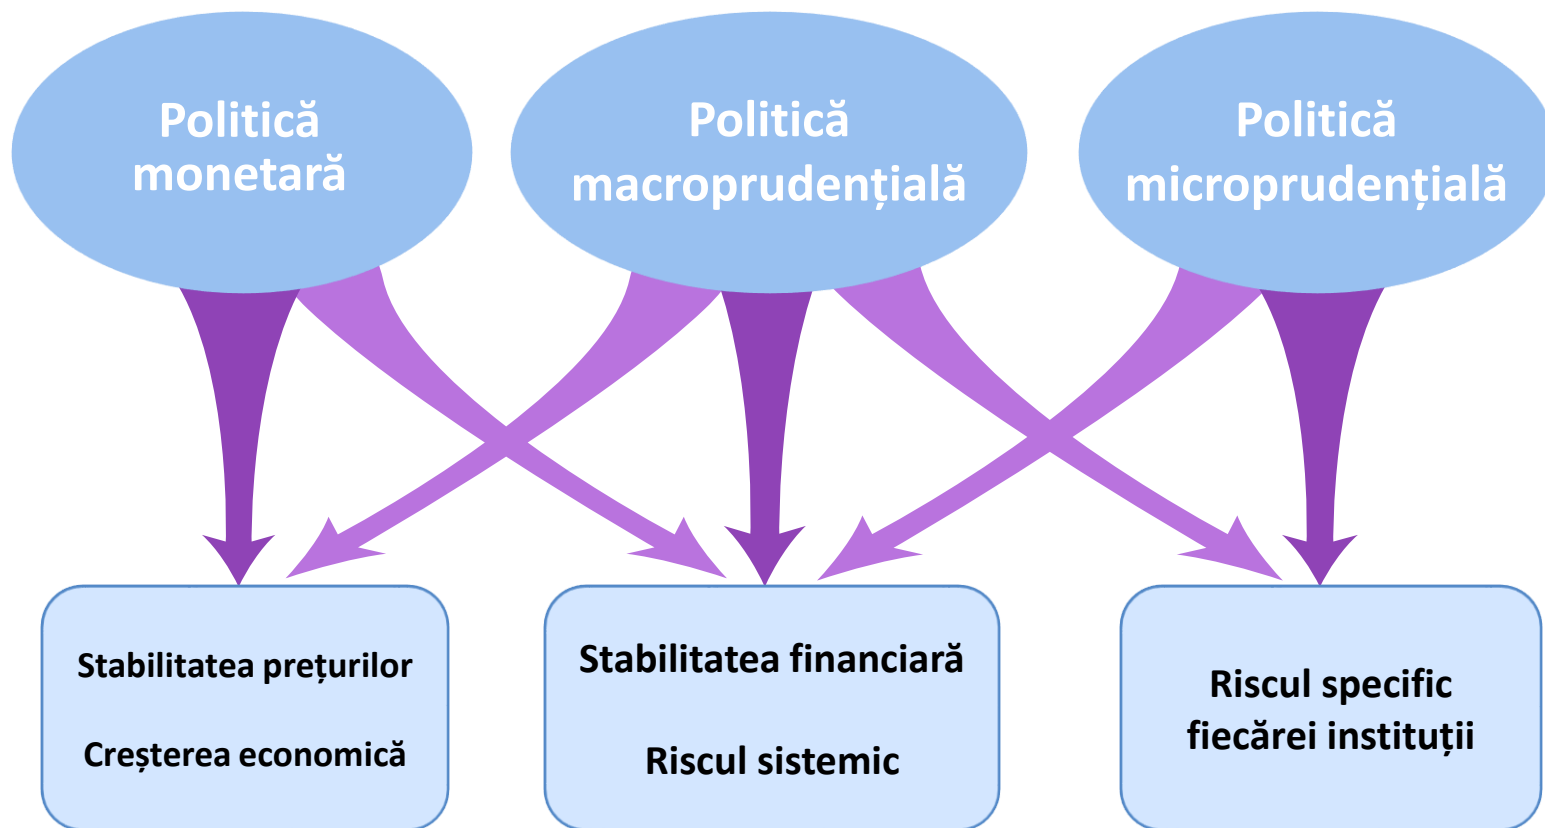 Politică
monetară
Politică
macroprudențială
Politică
microprudențială
Stabilitatea prețurilor
Creșterea economică
Stabilitatea financiară
Riscul sistemic
Riscul specific
fiecărei instituții